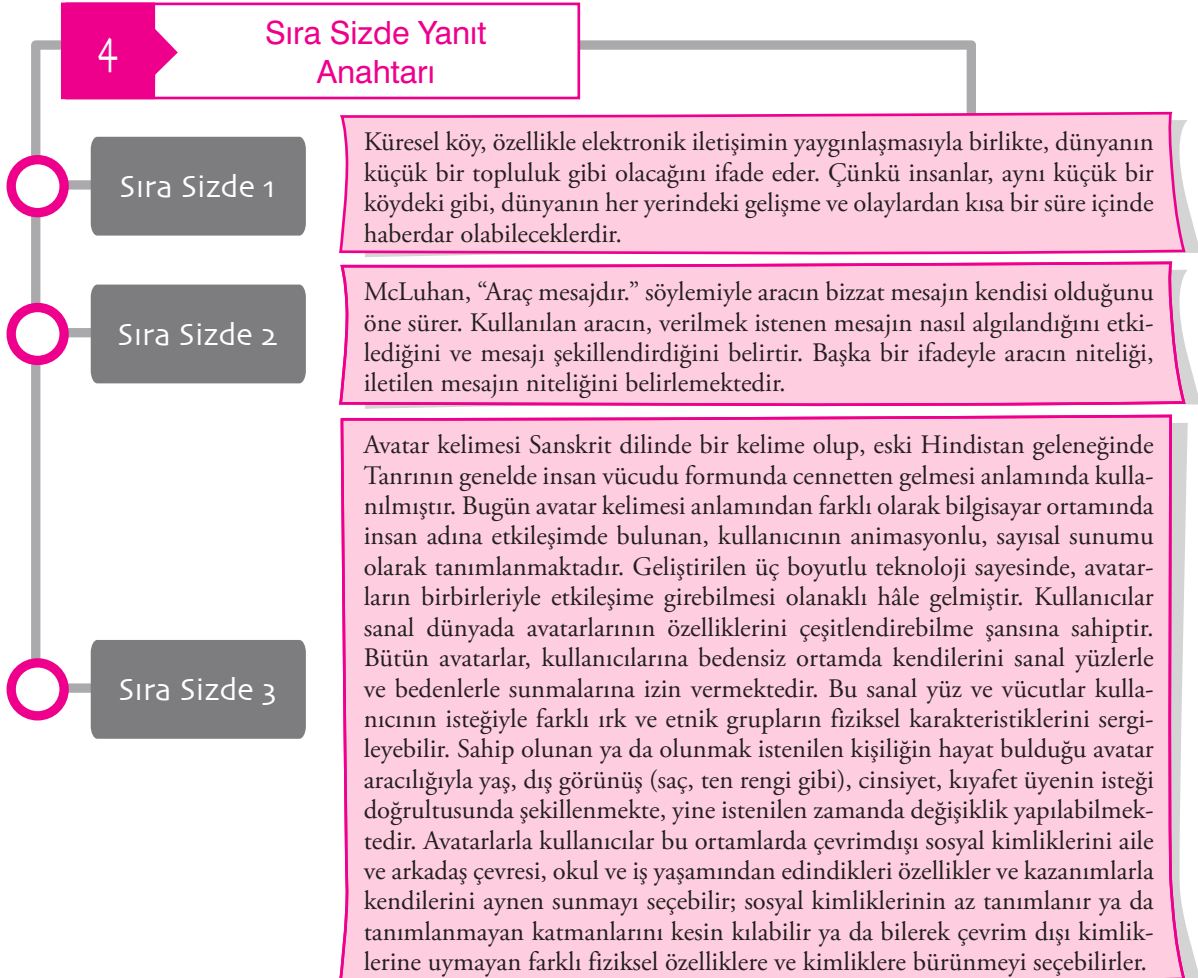 4
Sıra Sizde Yanıt
Anahtarı
Sıra Sizde 1
Küresel köy, özellikle elektronik iletişimin yaygınlaşmasıyla birlikte, dünyanın
küçük bir topluluk gibi olacağını ifade eder. Çünkü insanlar, aynı küçük bir
köydeki gibi, dünyanın her yerindeki gelişme ve olaylardan kısa bir süre içinde
haberdar olabileceklerdir.
Sıra Sizde 2
McLuhan, “Araç mesajdır.” söylemiyle aracın bizzat mesajın kendisi olduğunu
öne sürer. Kullanılan aracın, verilmek istenen mesajın nasıl algılandığını etki-
lediğini ve mesajı şekillendirdiğini belirtir. Başka bir ifadeyle aracın niteliği,
iletilen mesajın niteliğini belirlemektedir.
Sıra Sizde 3
Avatar kelimesi Sanskrit dilinde bir kelime olup, eski Hindistan geleneğinde
Tanrının genelde insan vücudu formunda cennetten gelmesi anlamında kulla-
nılmıştır. Bugün avatar kelimesi anlamından farklı olarak bilgisayar ortamında
insan adına etkileşimde bulunan, kullanıcının animasyonlu, sayısal sunumu
olarak tanımlanmaktadır. Geliştirilen üç boyutlu teknoloji sayesinde, avatar-
ların birbirleriyle etkileşime girebilmesi olanaklı hâle gelmiştir. Kullanıcılar
sanal dünyada avatarlarının özelliklerini çeşitlendirebilme şansına sahiptir.
Bütün avatarlar, kullanıcılarına bedensiz ortamda kendilerini sanal yüzlerle
ve bedenlerle sunmalarına izin vermektedir. Bu sanal yüz ve vücutlar kulla-
nıcının isteğiyle farklı ırk ve etnik grupların fiziksel karakteristiklerini sergi-
leyebilir. Sahip olunan ya da olunmak istenilen kişiliğin hayat bulduğu avatar
aracılığıyla yaş, dış görünüş (saç, ten rengi gibi), cinsiyet, kıyafet üyenin isteği
doğrultusunda şekillenmekte, yine istenilen zamanda değişiklik yapılabilmek-
tedir. Avatarlarla kullanıcılar bu ortamlarda çevrimdışı sosyal kimliklerini aile
ve arkadaş çevresi, okul ve iş yaşamından edindikleri özellikler ve kazanımlarla
kendilerini aynen sunmayı seçebilir; sosyal kimliklerinin az tanımlanır ya da
tanımlanmayan katmanlarını kesin kılabilir ya da bilerek çevrim dışı kimlik-
lerine uymayan farklı fiziksel özelliklere ve kimliklere bürünmeyi seçebilirler.